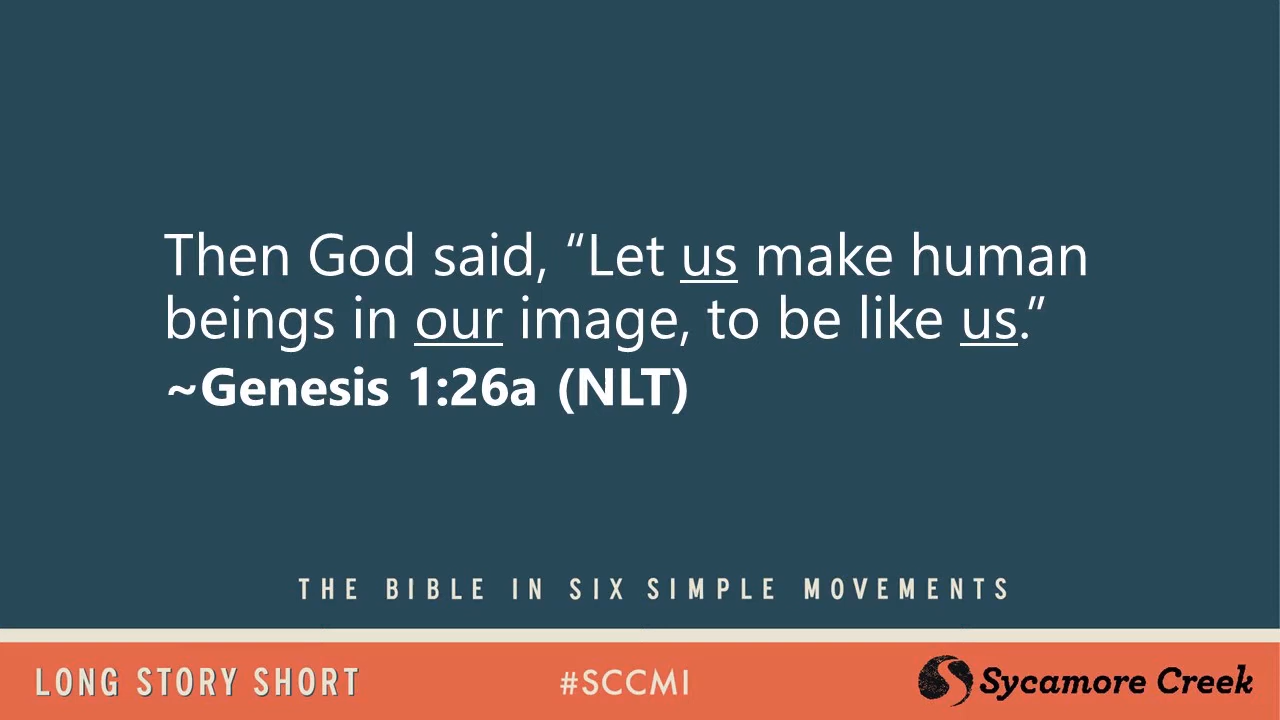 Then God said, “Let us make human
beings in our image, to be like us.”
~Genesis 1:26a (NLT)
THE BIBLE IN SIX SIMPLE MOVEMENTS
LONG STORY SHORT
#SCCMI
Sycamore Creek